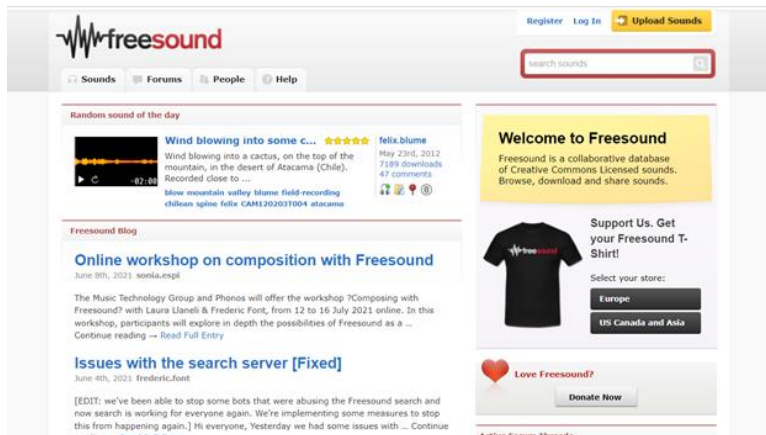 freesound
Register Log In Upload Sounds
search sounds
Sounds Forums People Help
Random sound of the day
Wind blowing into some c...
Wind blowing into a cactus, on the top of the
mountain, in the desert of Atacama (Chile).
Recorded close to ...
blow mountain valley blume field-recording
chilean spine felix CAM120203T004 atacama
-02:00
felix.blume
May 23rd, 2012
7189 downloads
47 comments
Freesound Blog
Online workshop on composition with Freesound
June 8th, 2021 sonia.espi
The Music Technology Group and Phonos will offer the workshop ?Composing with
Freesound? with Laura Llaneli & Frederic Font, from 12 to 16 July 2021 online. In this
workshop, participants will explore in depth the possibilities of Freesound as a ...
Continue reading → Read Full Entry
Issues with the search server [Fixed]
June 4th, 2021 frederic.font
[EDIT: we've been able to stop some bots that were abusing the Freesound search and
now search is working for everyone again. We're implementing some measures to stop
this from happening again.] Hi everyone, Yesterday we had some issues with ... Continue
Welcome to Freesound
Freesound is a collaborative database
of Creative Commons Licensed sounds.
Browse, download and share sounds.
freesound
Support Us. Get
your Freesound T-
Shirt!
Select your store:
Europe
US Canada and Asia
Love Freesound?
Donate Now
Active Forum Threads